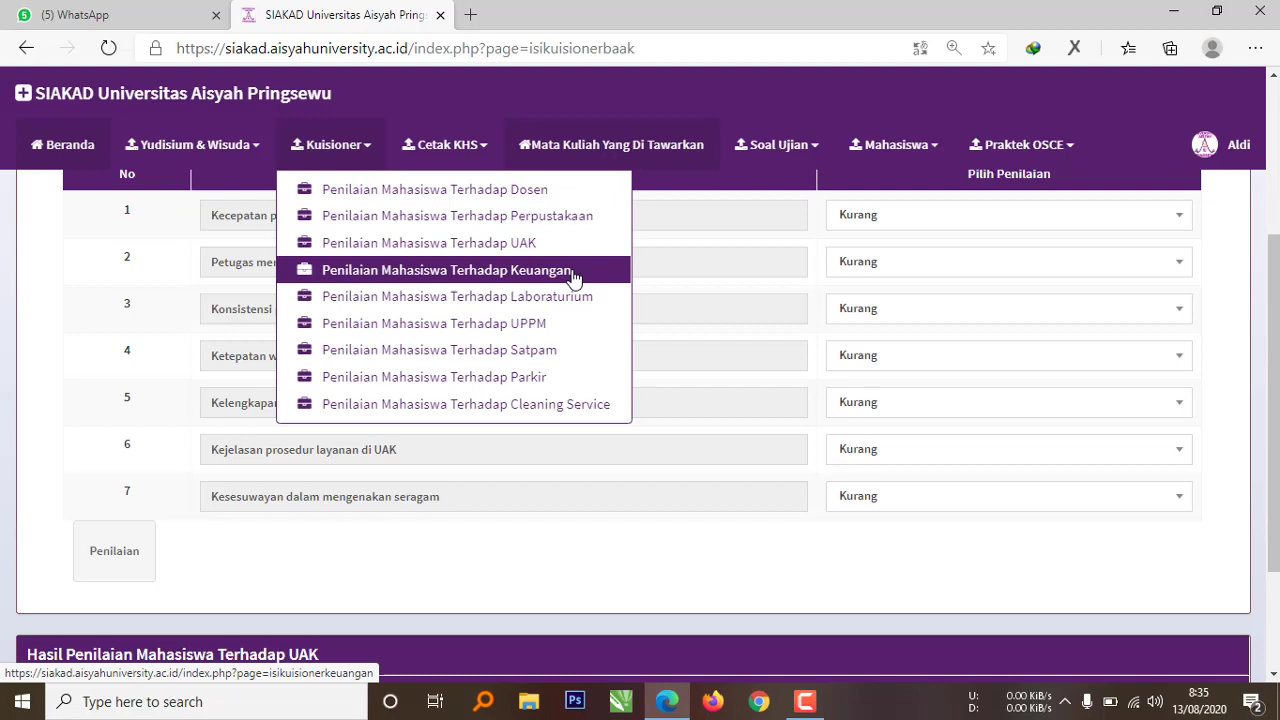 WhatsApp
SIAKAD Universitas Aisyah Prings
https://siakad.aisyahuniversity.ac.id/index.php?page=isikuisionerbaak
SIAKAD Universitas Aisyah Pringsewu
Beranda
Yudisium & Wisuda
Kuisioner
Cetak KHS
Mata Kuliah Yang Di Tawarkan
Soal Ujian
Mahasiswa
Praktek OSCE
Aldi
No
Pilih Penilaian
Penilaian Mahasiswa Terhadap Dosen
Penilaian Mahasiswa Terhadap Perpustakaan
Penilaian Mahasiswa Terhadap UAK
Penilaian Mahasiswa Terhadap Keuangan
Penilaian Mahasiswa Terhadap Laboraturium
Penilaian Mahasiswa Terhadap UPPM
Penilaian Mahasiswa Terhadap Satpam
Penilaian Mahasiswa Terhadap Parkir
Penilaian Mahasiswa Terhadap Cleaning Service
1 Kecepatan p Kurang
2 Petugas mer Kurang
3 Konsistensi Kurang
4 Ketepatan w Kurang
5 Kelengkapan Kurang
6 Kejelasan prosedur layanan di UAK Kurang
7 Kesesuwayan dalam mengenakan seragam Kurang
Penilaian
Hasil Penilaian Mahasiswa Terhadap UAK
https://siakad.aisyahuniversity.ac.id/index.php?page=isikuisionerkeuangan
Type here to search
Ps
U: 0.00 KiB/s
D: 0.00 KiB/s
8:35
13/08/2020
2